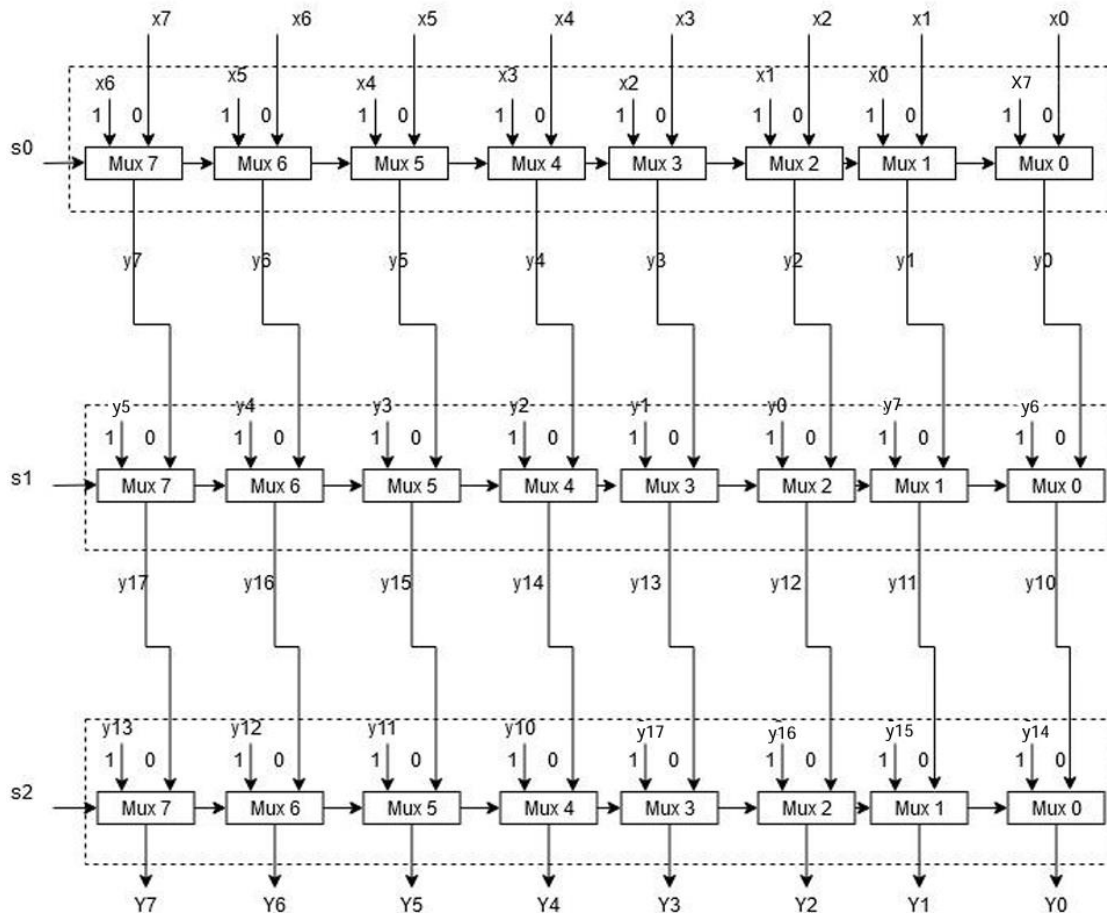 x7 x6 x5 x4 x3 x2 x1 x0
x6 x5 x4 x3 x2 x1 x0 X7
1 0 1 0 1 0 1 0 1 0 1 0 1 0 1 0
s0 Mux 7 Mux 6 Mux 5 Mux 4 Mux 3 Mux 2 Mux 1 Mux 0
y7 y6 y5 y4 y3 y2 y1 y0
y5 y4 y3 y2 y1 y0 y7 y6
1 0 1 0 1 0 1 0 1 0 1 0 1 0 1 0
s1 Mux 7 Mux 6 Mux 5 Mux 4 Mux 3 Mux 2 Mux 1 Mux 0
y17 y16 y15 y14 y13 y12 y11 y10
y13 y12 y11 y10 y17 y16 y15 y14
1 0 1 0 1 0 1 0 1 0 1 0 1 0 1 0
s2 Mux 7 Mux 6 Mux 5 Mux 4 Mux 3 Mux 2 Mux 1 Mux 0
Y7 Y6 Y5 Y4 Y3 Y2 Y1 Y0